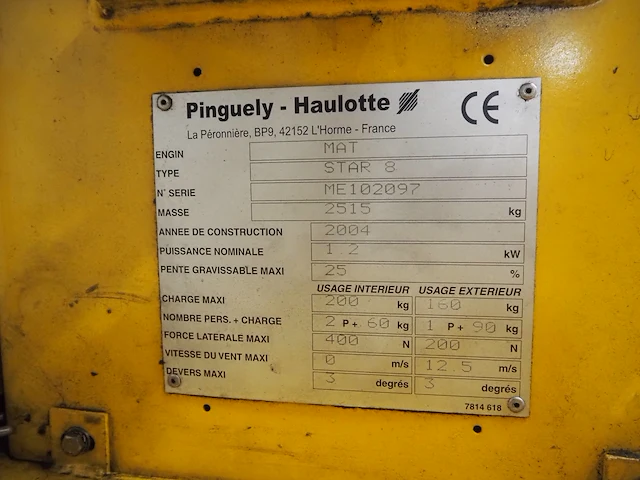 Pinguely - Haulotte CE
La Péronnière, BP9, 42152 L'Horme - France
ENGIN MAT
TYPE STAR 8
N° SERIE ME102097
MASSE 2515 kg
ANNEE DE CONSTRUCTION 2004
PUISSANCE NOMINALE 1 2 kW
PENTE GRAVISSABLE MAXI 25 %
USAGE INTERIEUR USAGE EXTERIEUR
CHARGE MAXI 200 kg 160 kg
NOMBRE PERS. + CHARGE 2 P + 60 kg 1 P + 90 kg
FORCE LATERALE MAXI 400 N 200 N
VITESSE DU VENT MAXI 0 m/s 12.5 m/s
DEVERS MAXI 3 degrés 3 degrés
7814 618